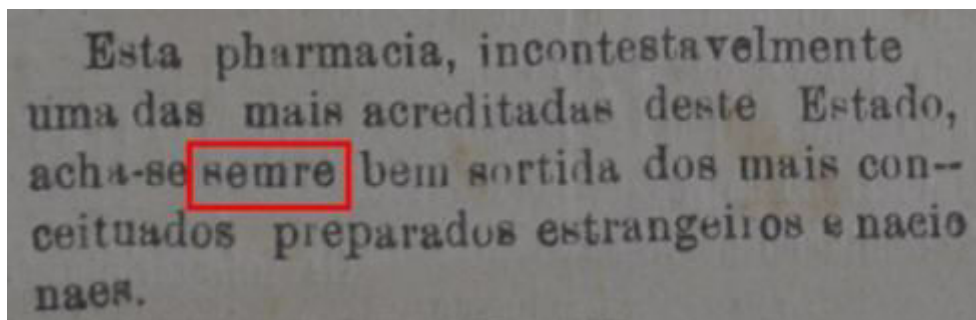 Esta pharmacia, incontestavelmente
uma das mais acreditadas deste Estado,
acha-se semre bem sortida dos mais con--
ceituados preparados estrangeiros e nacio
naes.